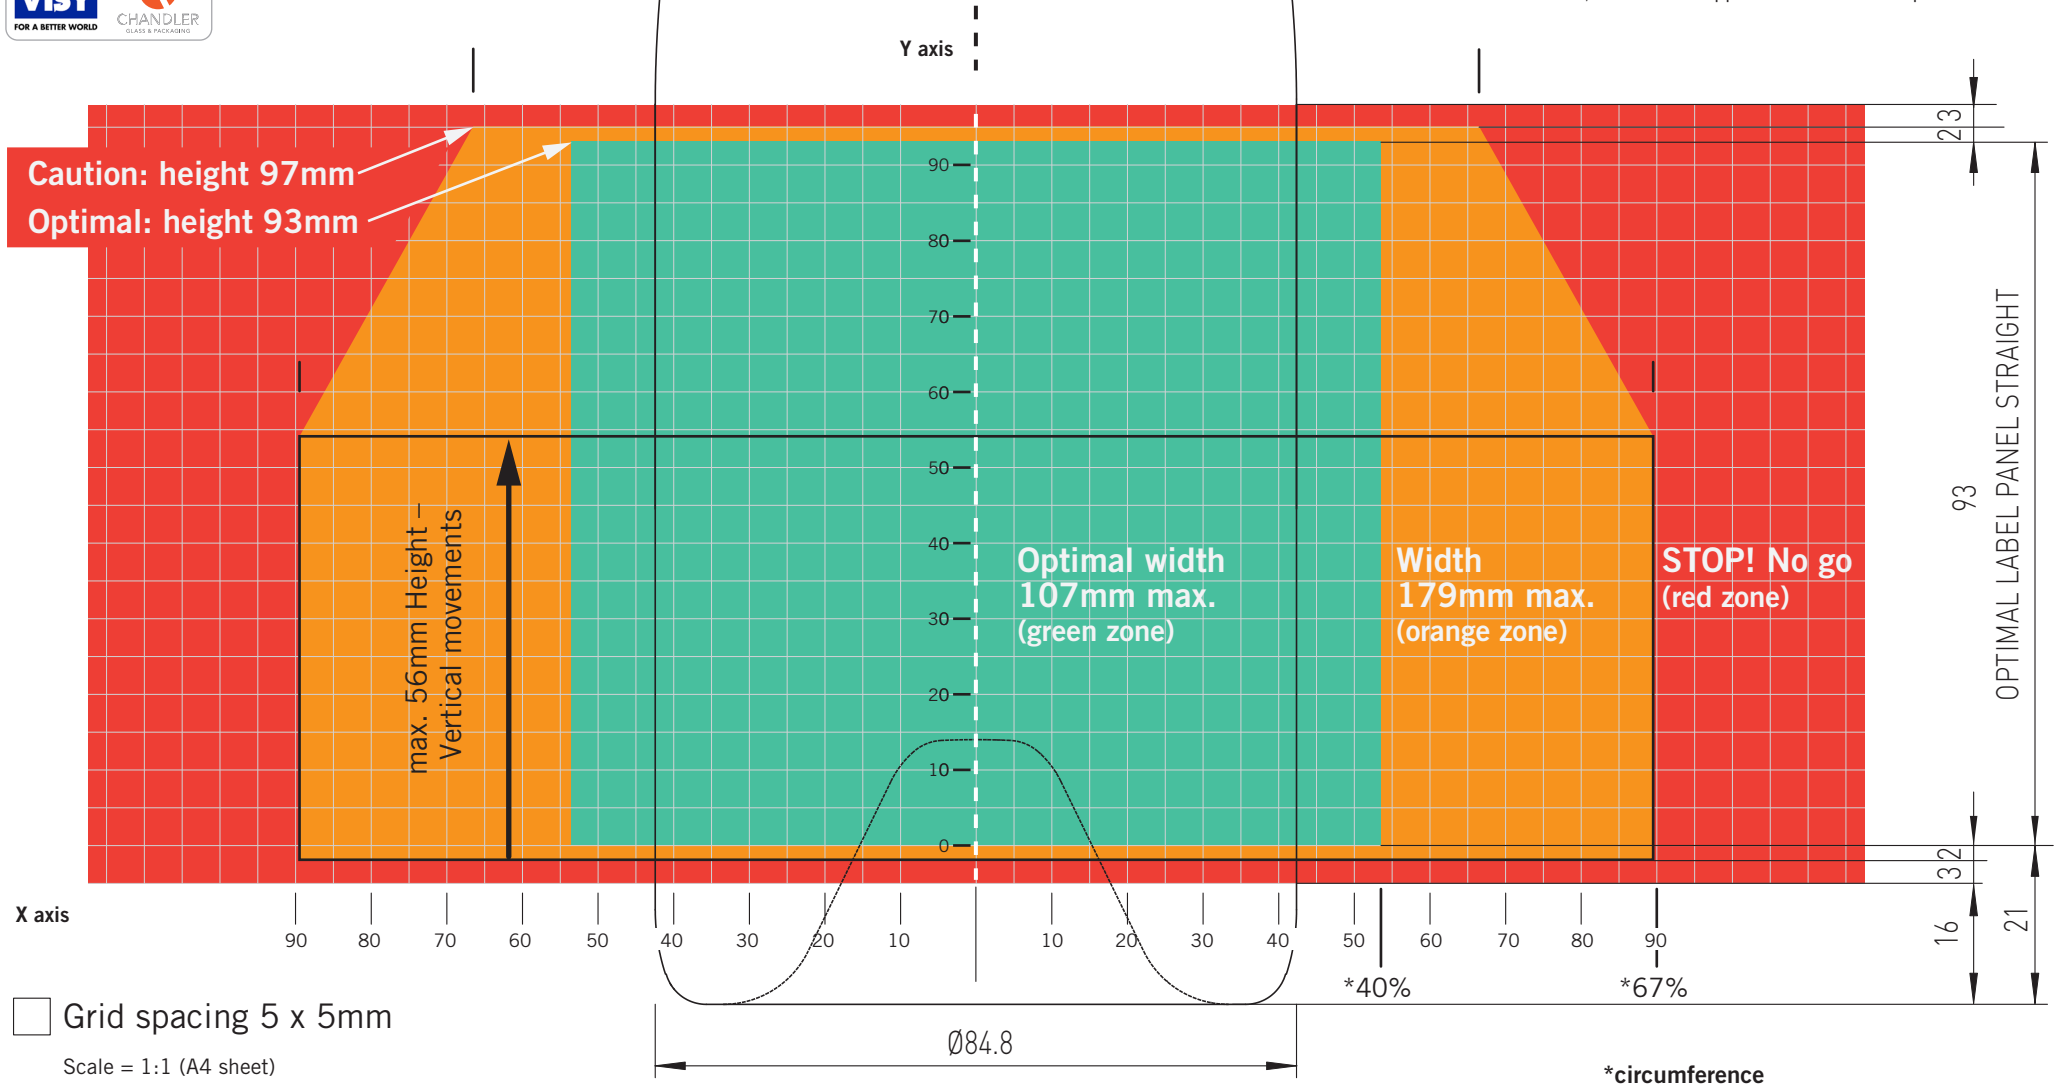 VISY
FOR A BETTER WORLD
CHANDLER
GLASS & PACKAGING
Y axis
Caution: height 97mm
Optimal: height 93mm
90
80
70
60
50
40
30
20
10
0
max. 56mm Height –
Vertical movements
Optimal width
107mm max.
(green zone)
Width
179mm max.
(orange zone)
STOP! No go
(red zone)
3
2
93
OPTIMAL LABEL PANEL STRAIGHT
2
3
16
21
X axis
90 80 70 60 50 40 30 20 10 10 20 30 40 50 60 70 80 90
*40% *67%
Grid spacing 5 x 5mm
Scale = 1:1 (A4 sheet)
Ø84.8
*circumference